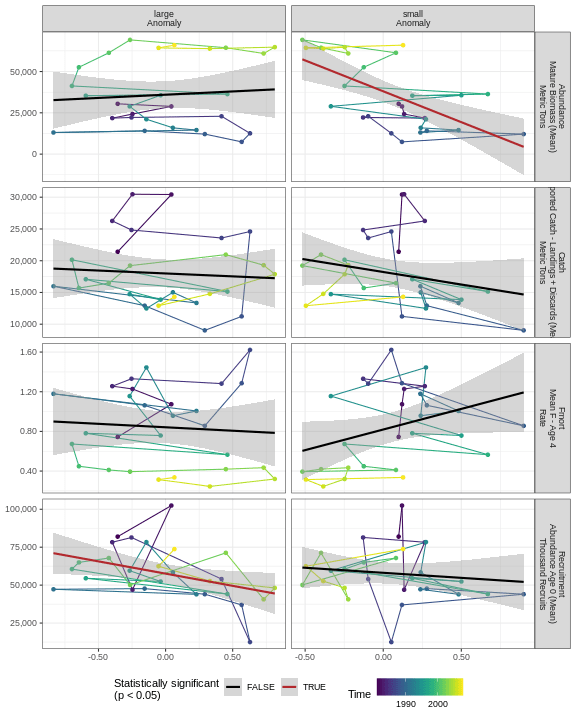 large
Anomaly
small
Anomaly
50,000
25,000
0
Abundance
Mature Biomass (Mean)
Metric Tons
30,000
25,000
20,000
15,000
10,000
Catch
Catch - Landings + Discards
Metric Tons
1.60
1.20
0.80
0.40
Fmort
Mean F - Age 4
Rate
100,000
75,000
50,000
25,000
Recruitment
Abundance Age 0 (Mean)
Thousand Recruits
-0.50 0.00 0.50
-0.50 0.00 0.50
Statistically significant
(p < 0.05)
FALSE TRUE
Time
1990 2000